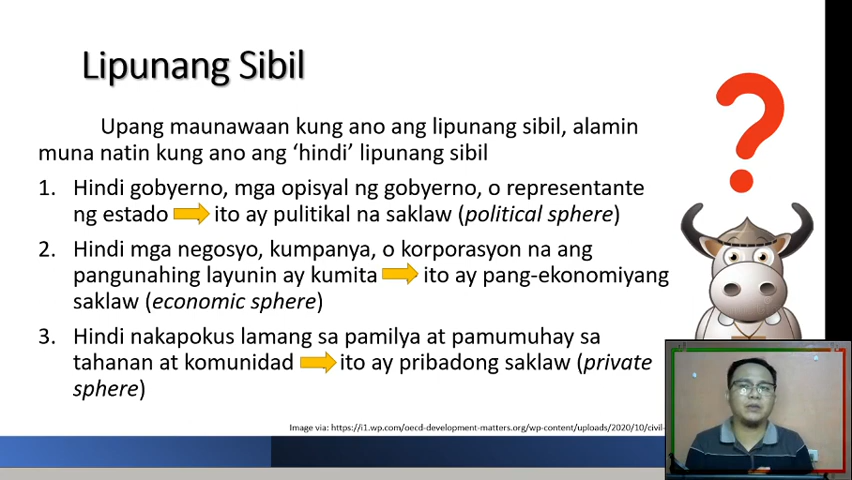 Lipunang Sibil
Upang maunawaan kung ano ang lipunang sibil, alamin
muna natin kung ano ang ‘hindi’ lipunang sibil
1. Hindi gobyerno, mga opisyal ng gobyerno, o representante
ng estado ito ay pulitikal na saklaw (political sphere)
2. Hindi mga negosyo, kumpanya, o korporasyon na ang
pangunahing layunin ay kumita ito ay pang-ekonomiyang
saklaw (economic sphere)
3. Hindi nakapokus lamang sa pamilya at pamumuhay sa
tahanan at komunidad ito ay pribadong saklaw (private
sphere)
Image via: https://i1.wp.com/oecd-development-matters.org/wp-content/uploads/2020/10/civil-